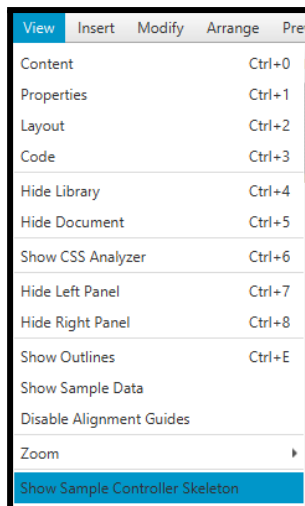 View Insert Modify Arrange Pre
Content Ctrl+0
Properties Ctrl+1
Layout Ctrl+2
Code Ctrl+3
Hide Library Ctrl+4
Hide Document Ctrl+5
Show CSS Analyzer Ctrl+6
Hide Left Panel Ctrl+7
Hide Right Panel Ctrl+8
Show Outlines Ctrl+E
Show Sample Data
Disable Alignment Guides
Zoom
Show Sample Controller Skeleton